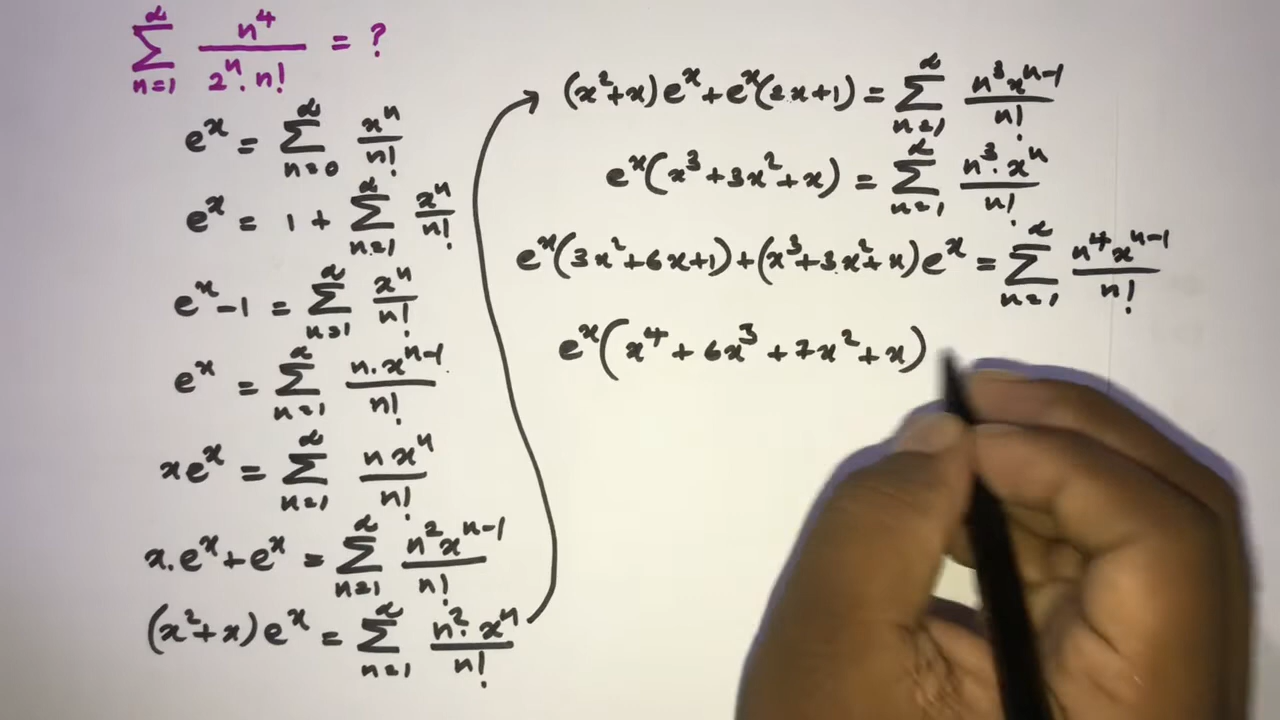 ∑_{n=1}^{∞} n⁴/(2ⁿ · n!) = ?
eˣ = ∑_{n=0}^{∞} xⁿ/n!
eˣ = 1 + ∑_{n=1}^{∞} xⁿ/n!
eˣ - 1 = ∑_{n=1}^{∞} xⁿ/n!
eˣ = ∑_{n=1}^{∞} n·xⁿ⁻¹/n!
xeˣ = ∑_{n=1}^{∞} nxⁿ/n!
x.eˣ + eˣ = ∑_{n=1}^{∞} n²xⁿ⁻¹/n!
(x²+x)eˣ = ∑_{n=1}^{∞} n²·xⁿ/n!
(x²+x)eˣ + eˣ(2x+1) = ∑_{n=1}^{∞} n³xⁿ⁻¹/n!
eˣ(x³+3x²+x) = ∑_{n=1}^{∞} n³·xⁿ/n!
eˣ(3x²+6x+1)+(x³+3x²+x)eˣ = ∑_{n=1}^{∞} n⁴xⁿ⁻¹/n!
eˣ(x⁴+6x³+7x²+x)